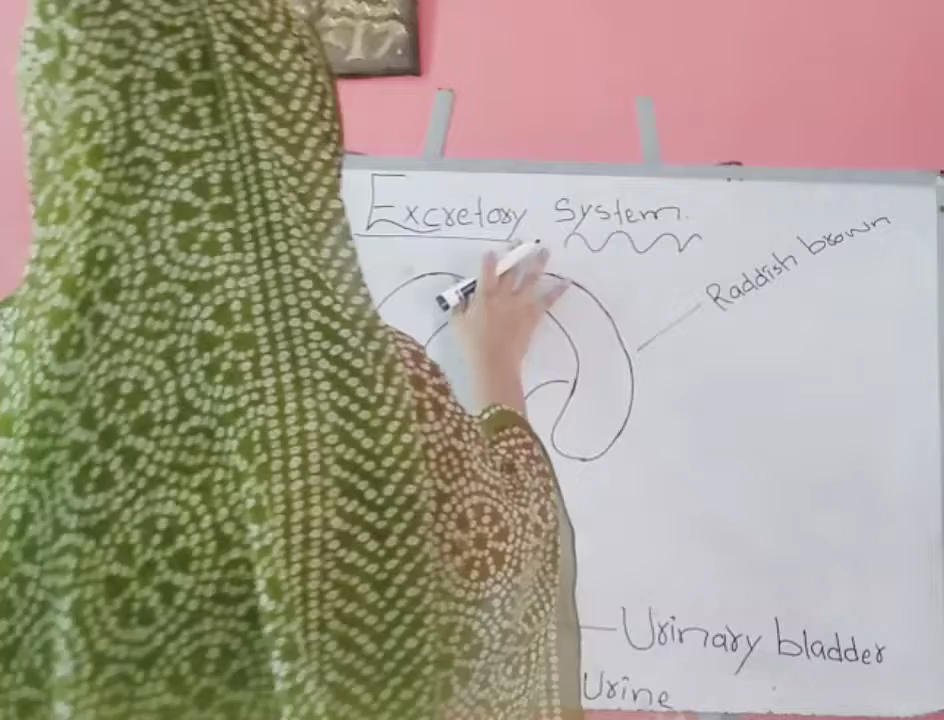 Excretory System.
Raddish brown
Urinary bladder
Urine